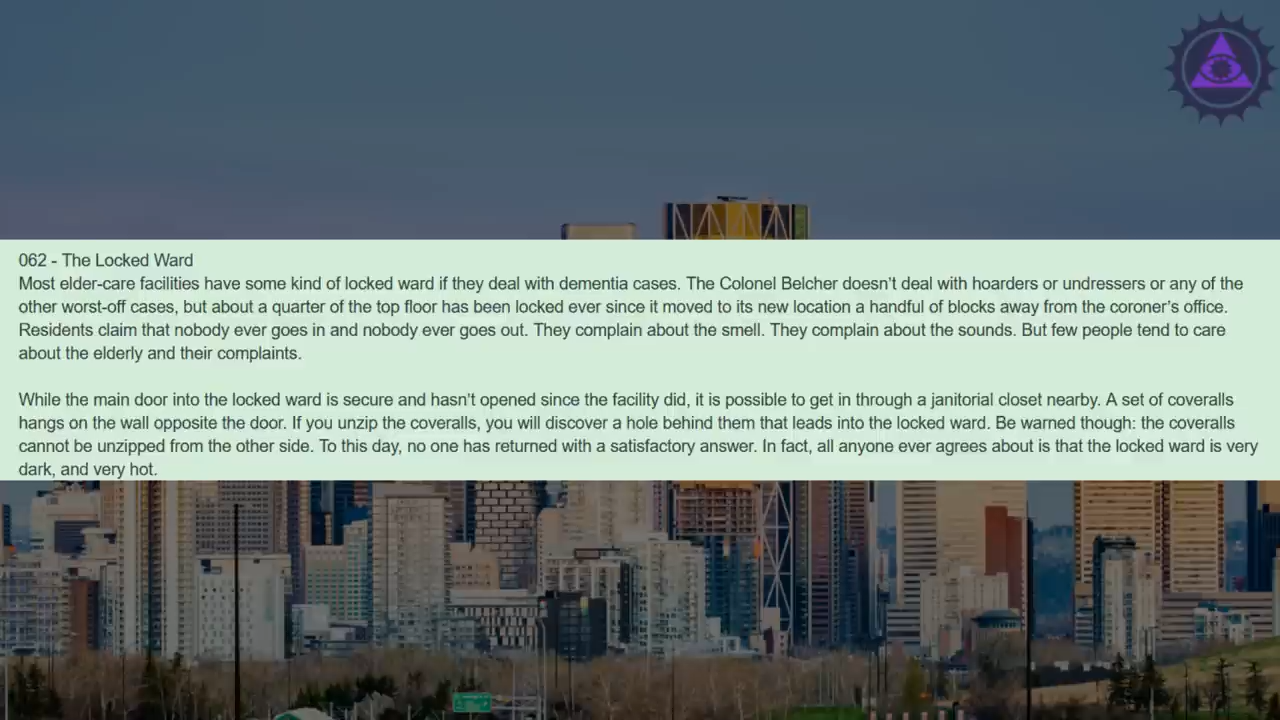 062 - The Locked Ward
Most elder-care facilities have some kind of locked ward if they deal with dementia cases. The Colonel Belcher doesn't deal with hoarders or undressers or any of the
other worst-off cases, but about a quarter of the top floor has been locked ever since it moved to its new location a handful of blocks away from the coroner's office.
Residents claim that nobody ever goes in and nobody ever goes out. They complain about the smell. They complain about the sounds. But few people tend to care
about the elderly and their complaints.
While the main door into the locked ward is secure and hasn't opened since the facility did, it is possible to get in through a janitorial closet nearby. A set of coveralls
hangs on the wall opposite the door. If you unzip the coveralls, you will discover a hole behind them that leads into the locked ward. Be warned though: the coveralls
cannot be unzipped from the other side. To this day, no one has returned with a satisfactory answer. In fact, all anyone ever agrees about is that the locked ward is very
dark, and very hot.